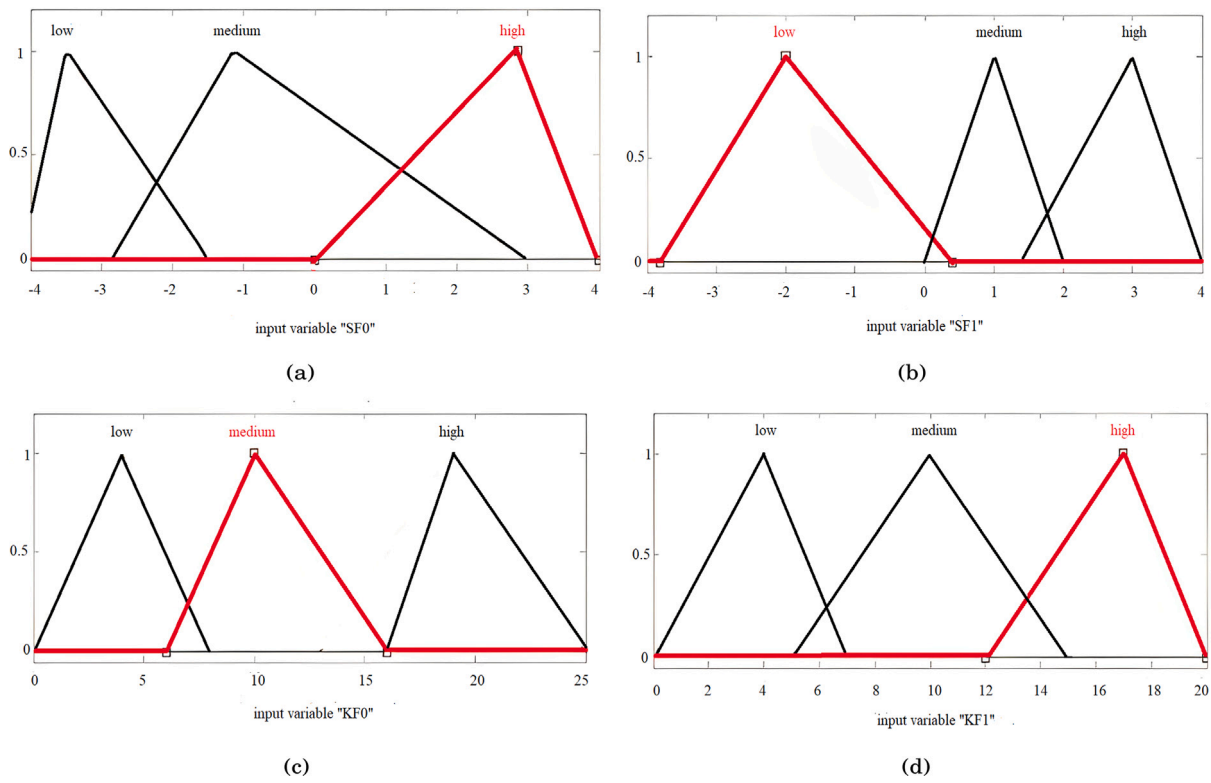 low medium high
1
0.5
0
-4 -3 -2 -1 0 1 2 3 4
input variable "SF0"
(a)
low medium high
1
0.5
0
-4 -3 -2 -1 0 1 2 3 4
input variable "SF1"
(b)
low medium high
1
0.5
0
0 5 10 15 20 25
input variable "KF0"
(c)
low medium high
1
0.5
0
0 2 4 6 8 10 12 14 16 18 20
input variable "KF1"
(d)